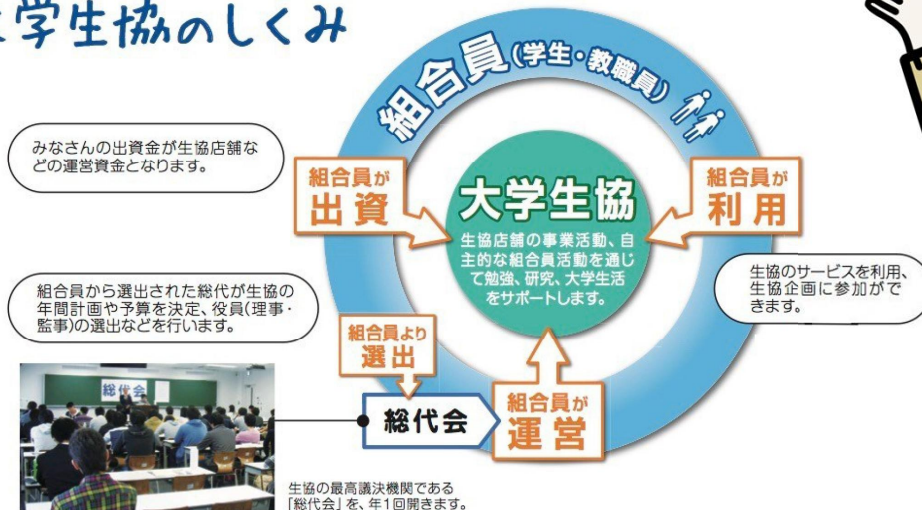 学生協のしくみ
組合員(学生・教職員)
みなさんの出資金が生協店舗な
どの運営資金となります。
組合員が
出資
大学生協
生協店舗の事業活動、自
主的な組合員活動を通じ
て勉強、研究、大学生活
をサポートします。
組合員が
利用
生協のサービスを利用、
生協企画に参加がで
きます。
組合員から選出された総代が生協の
年間計画や予算を決定、役員(理事・
監事)の選出などを行います。
組合員より
選出
総代会
総代会
組合員が
運営
生協の最高議決機関である
「総代会」を、年1回開きます。